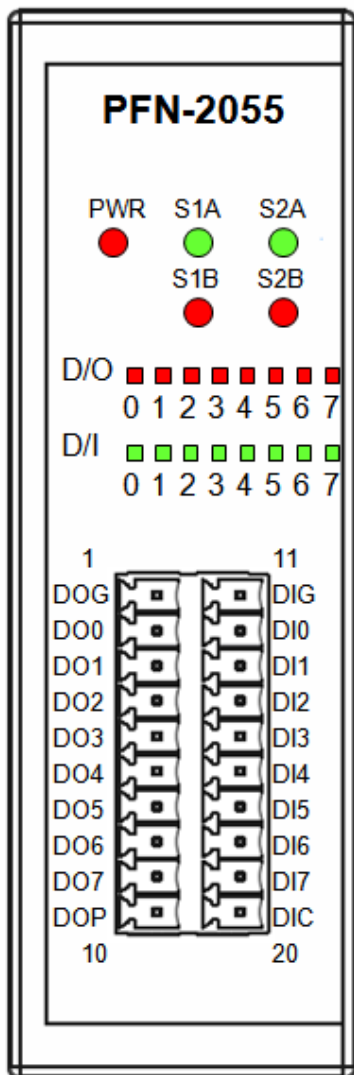 PFN-2055
PWR S1A S2A
S1B S2B
D/O
0 1 2 3 4 5 6 7
D/I
0 1 2 3 4 5 6 7
1 11
DOG DIG
DO0 DI0
DO1 DI1
DO2 DI2
DO3 DI3
DO4 DI4
DO5 DI5
DO6 DI6
DO7 DI7
DOP DIC
10 20